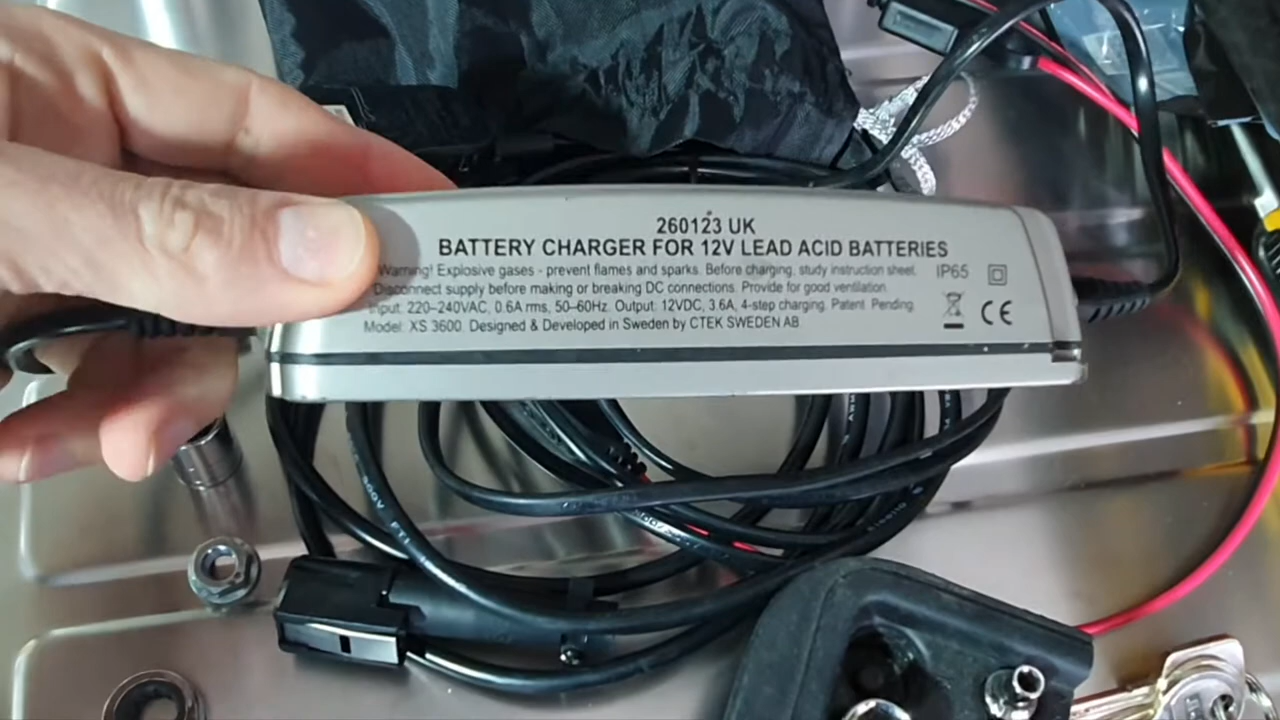 260123 UK
BATTERY CHARGER FOR 12V LEAD ACID BATTERIES
Warning! Explosive gases - prevent flames and sparks. Before charging, study instruction sheet.
Disconnect supply before making or breaking DC connections. Provide for good ventilation.
Input: 220–240VAC, 0.6A rms, 50–60Hz. Output: 12VDC, 3.6A, 4-step charging. Patent Pending.
Model: XS 3600. Designed & Developed in Sweden by CTEK SWEDEN AB
IP65
CE
300V FT1